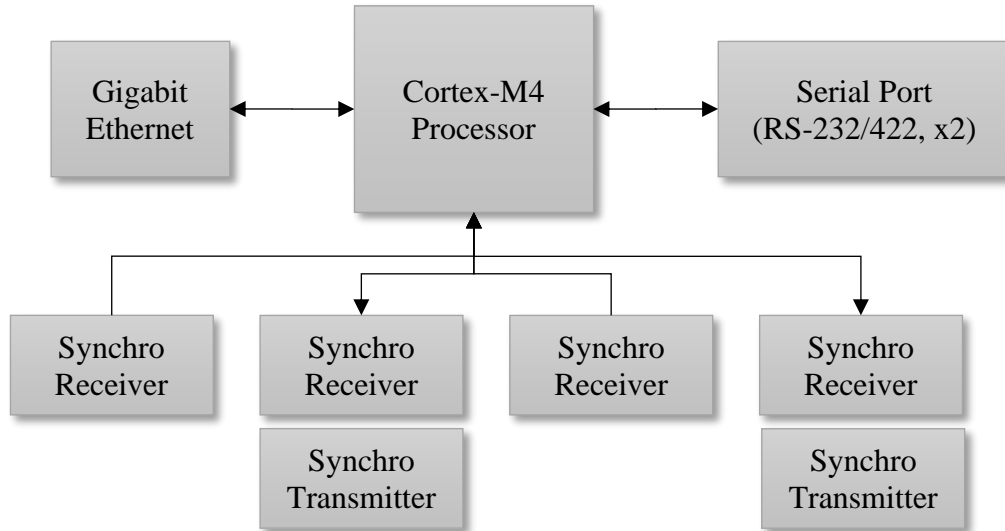 Gigabit
Ethernet
Cortex-M4
Processor
Serial Port
(RS-232/422, x2)
Synchro
Receiver
Synchro
Receiver
Synchro
Receiver
Synchro
Receiver
Synchro
Transmitter
Synchro
Transmitter